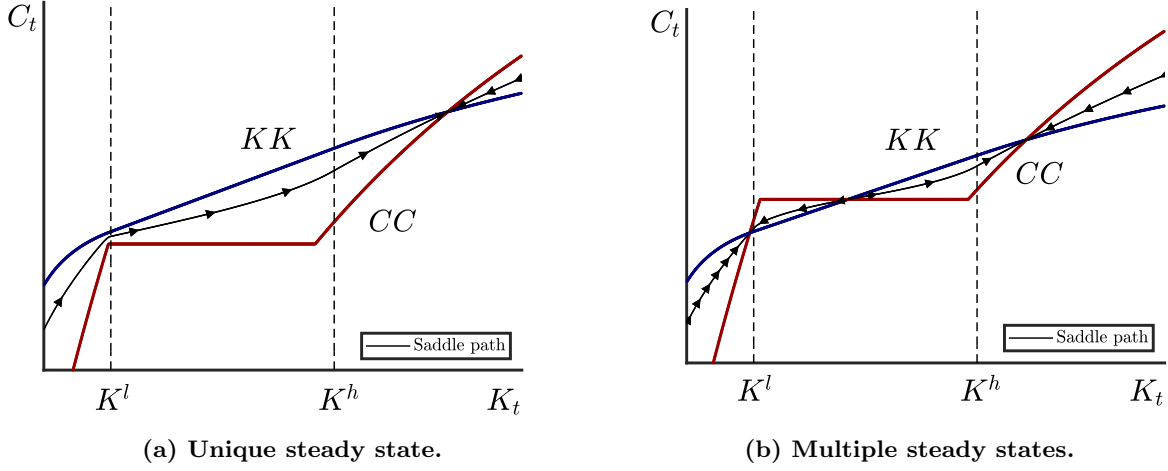 C_t
KK
CC
Saddle path
K^l
K^h
K_t
(a) Unique steady state.
C_t
KK
CC
Saddle path
K^l
K^h
K_t
(b) Multiple steady states.